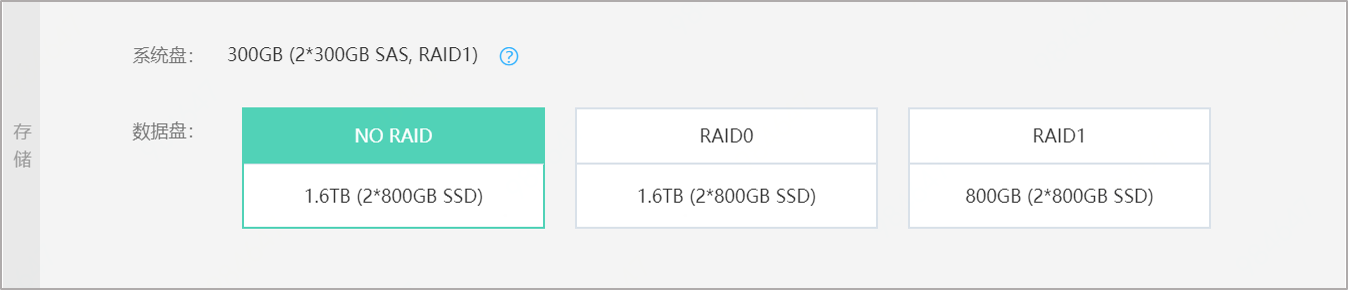 存储
系统盘： 300GB (2*300GB SAS, RAID1) ?
数据盘：
NO RAID
1.6TB (2*800GB SSD)
RAID0
1.6TB (2*800GB SSD)
RAID1
800GB (2*800GB SSD)